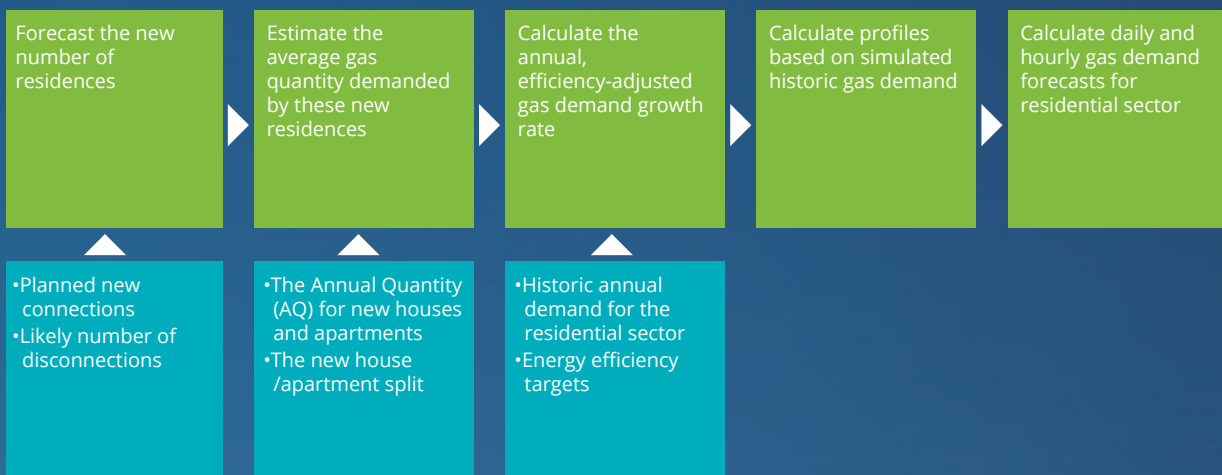 Forecast the new
number of
residences
Estimate the
average gas
quantity demanded
by these new
residences
Calculate the
annual,
efficiency-adjusted
gas demand growth
rate
Calculate profiles
based on simulated
historic gas demand
Calculate daily and
hourly gas demand
forecasts for
residential sector
•Planned new
connections
•Likely number of
disconnections
•The Annual Quantity
(AQ) for new houses
and apartments
•The new house
/apartment split
•Historic annual
demand for the
residential sector
•Energy efficiency
targets